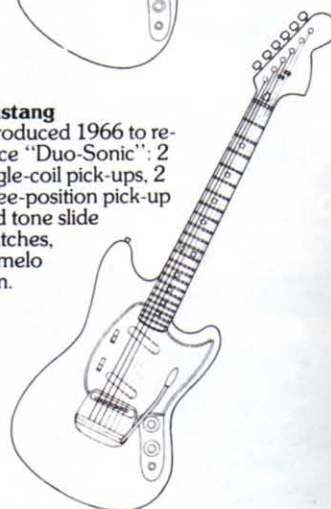 stang
roduced 1966 to re-
ce "Duo-Sonic": 2
gle-coil pick-ups, 2
ee-position pick-up
d tone slide
tches,
melo
n.